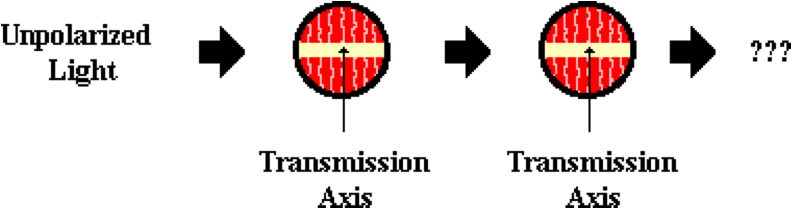 Unpolarized
Light
???
Transmission
Axis
Transmission
Axis